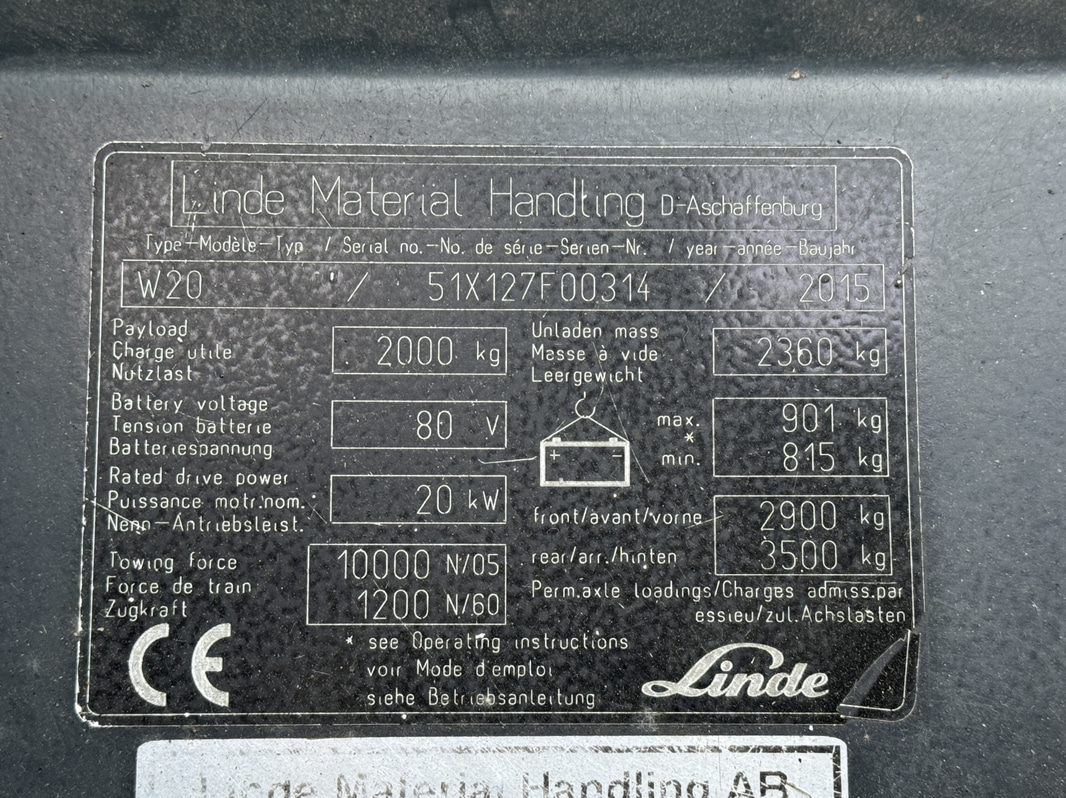 Linde Material Handling D-Aschaffenburg
Type-Modèle-Typ / Serial no.-No. de série-Serien-Nr. / year-année-Baujahr
W20 / 51X127F00314 / 2015
Payload
Charge utile
Nutzlast
2000 kg
Unladen mass
Masse à vide
Leergewicht
2360 kg
Battery voltage
Tension batterie
Batteriespannung
80 V
+ -
max.
*
min.
901 kg
815 kg
Rated drive power
Puissance motr.nom.
Nenn-Antriebsleist.
20 kW
front/avant/vorne
2900 kg
rear/arr./hinten
3500 kg
Towing force
Force de train
Zugkraft
10000 N/05
1200 N/60
Perm.axle loadings/Charges admiss.par
essieu/zul.Achslasten
CE
* see Operating instructions
voir Mode d'emploi
siehe Betriebsanleitung
Linde
Linde Material Handling AB